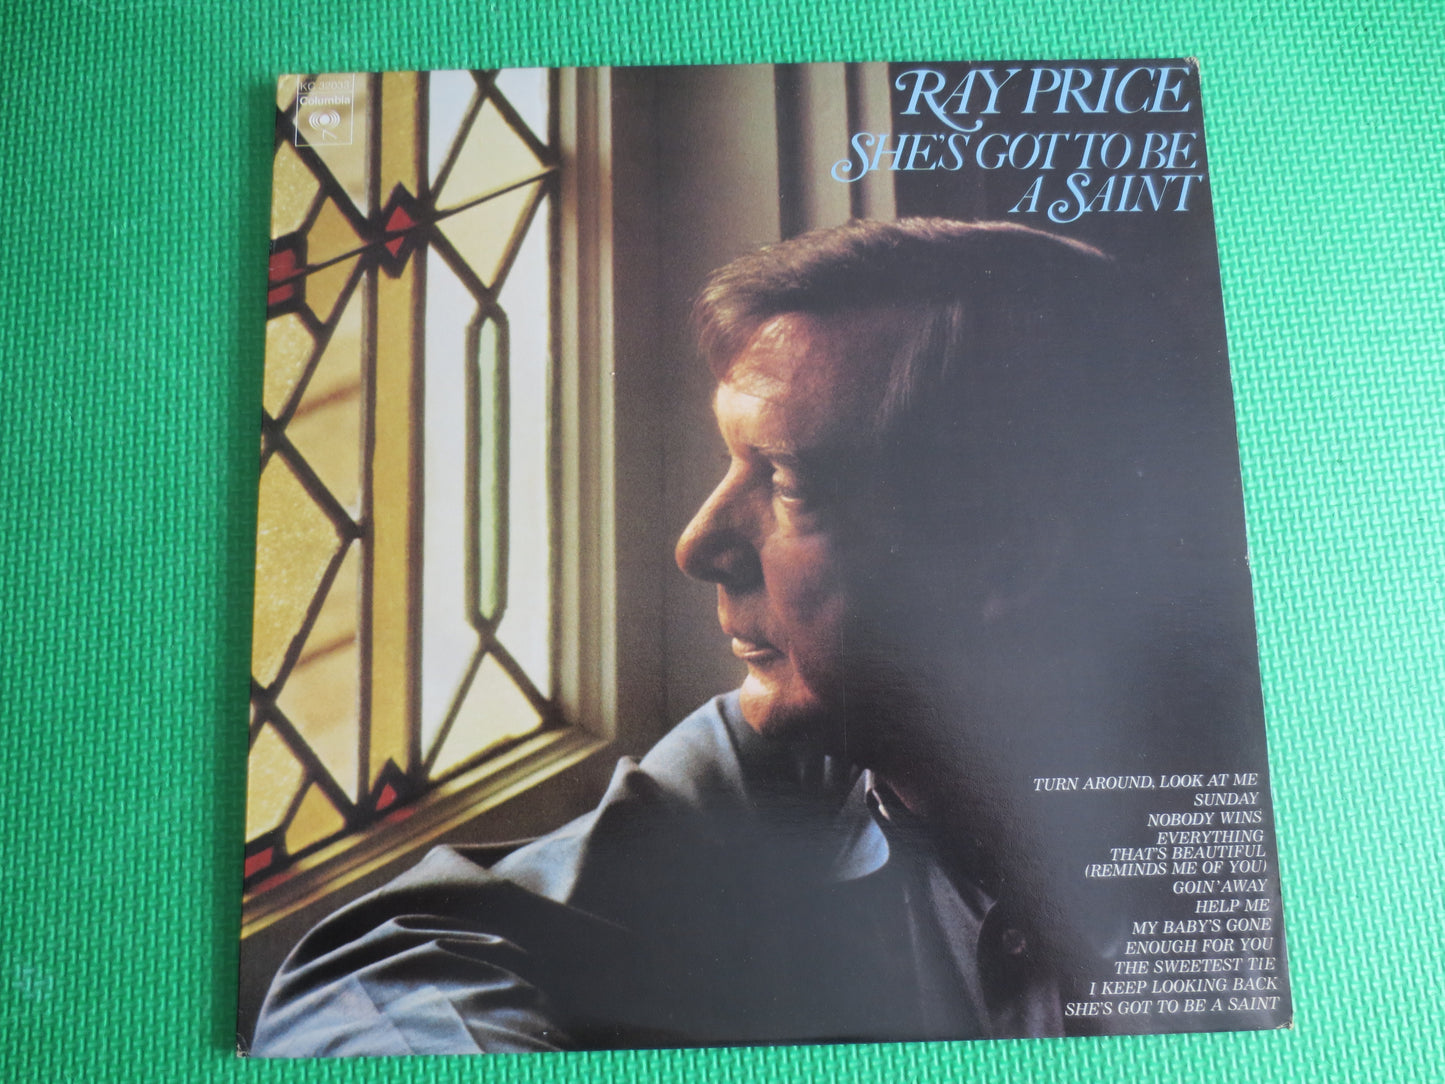 KC 32033
Columbia
RAY PRICE
SHE'S GOT TO BE
A SAINT
TURN AROUND, LOOK AT ME
SUNDAY
NOBODY WINS
EVERYTHING
THAT'S BEAUTIFUL
(REMINDS ME OF YOU)
GOIN' AWAY
HELP ME
MY BABY'S GONE
ENOUGH FOR YOU
THE SWEETEST TIE
I KEEP LOOKING BACK
SHE'S GOT TO BE A SAINT